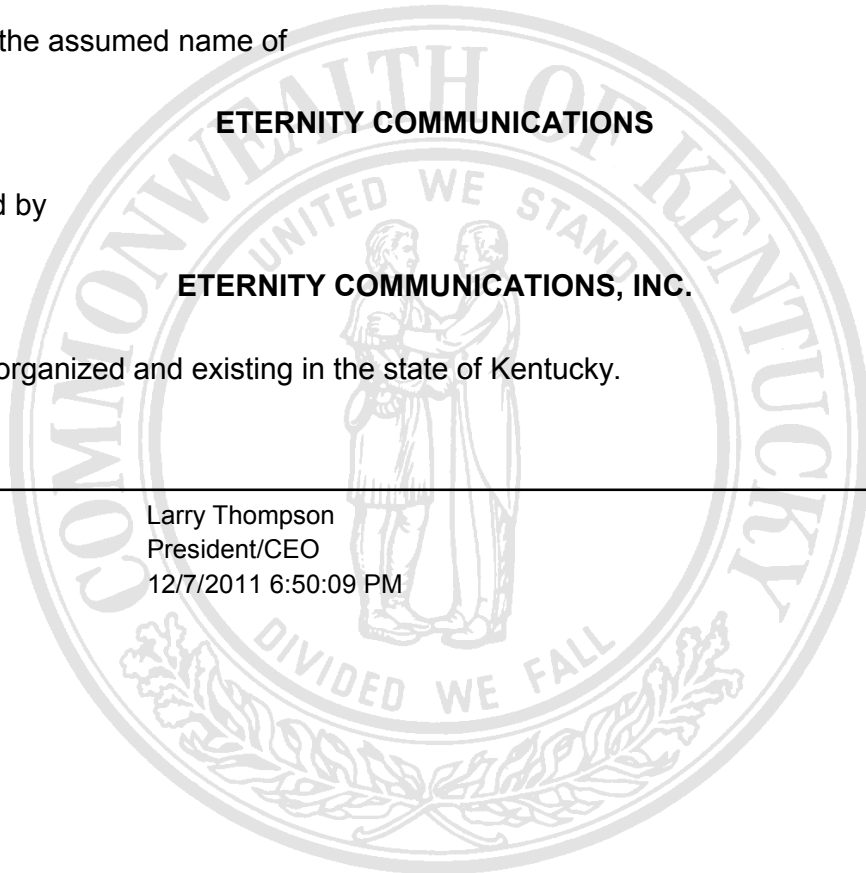 the assumed name of
ETERNITY COMMUNICATIONS
d by
ETERNITY COMMUNICATIONS, INC.
organized and existing in the state of Kentucky.
Larry Thompson
President/CEO
12/7/2011 6:50:09 PM
COMMONWEALTH OF KENTUCKY
UNITED WE STAND
DIVIDED WE FALL